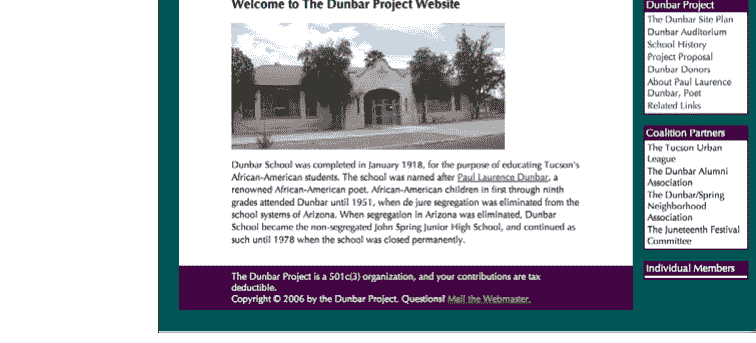 Welcome to The Dunbar Project Website
Dunbar School was completed in January 1918, for the purpose of educating Tucson's
African-American students. The school was named after Paul Laurence Dunbar, a
renowned African-American poet. African-American children in first through ninth
grades attended Dunbar until 1951, when de jure segregation was eliminated from the
school systems of Arizona. When segregation in Arizona was eliminated, Dunbar
School became the non-segregated John Spring Junior High School, and continued as
such until 1978 when the school was closed permanently.
The Dunbar Project is a 501c(3) organization, and your contributions are tax
deductible.
Copyright © 2006 by the Dunbar Project. Questions? Mail the Webmaster.
Dunbar Project
The Dunbar Site Plan
Dunbar Auditorium
School History
Project Proposal
Dunbar Donors
About Paul Laurence
Dunbar, Poet
Related Links
Coalition Partners
The Tucson Urban
League
The Dunbar Alumni
Association
The Dunbar/Spring
Neighborhood
Association
The Juneteenth Festival
Committee
Individual Members